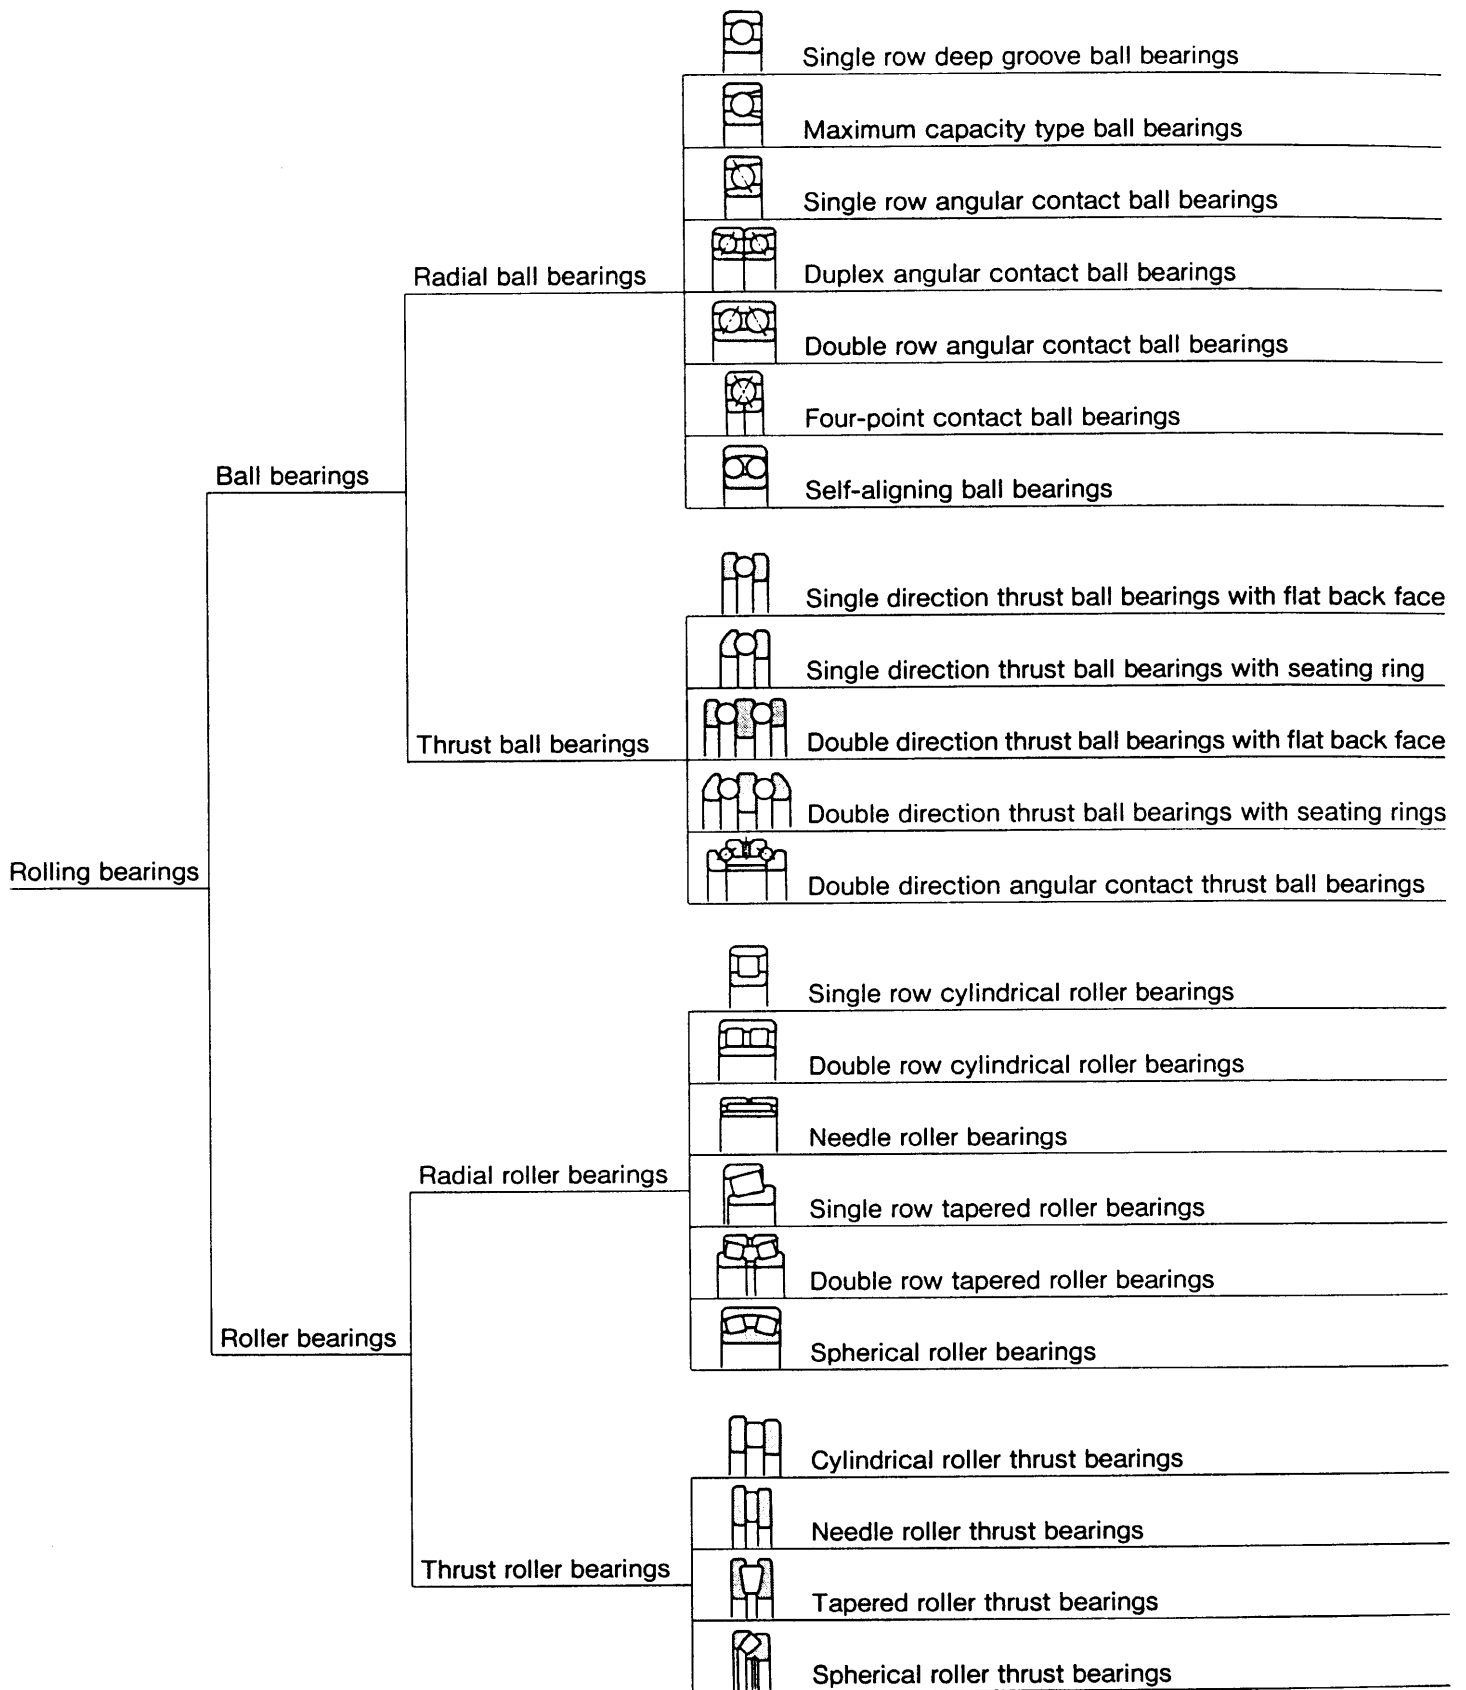 Single row deep groove ball bearings
Maximum capacity type ball bearings
Single row angular contact ball bearings
Radial ball bearings
Duplex angular contact ball bearings
Double row angular contact ball bearings
Four-point contact ball bearings
Ball bearings
Self-aligning ball bearings
Single direction thrust ball bearings with flat back face
Single direction thrust ball bearings with seating ring
Thrust ball bearings
Double direction thrust ball bearings with flat back face
Double direction thrust ball bearings with seating rings
Rolling bearings
Double direction angular contact thrust ball bearings
Single row cylindrical roller bearings
Double row cylindrical roller bearings
Needle roller bearings
Radial roller bearings
Single row tapered roller bearings
Double row tapered roller bearings
Roller bearings
Spherical roller bearings
Cylindrical roller thrust bearings
Needle roller thrust bearings
Thrust roller bearings
Tapered roller thrust bearings
Spherical roller thrust bearings